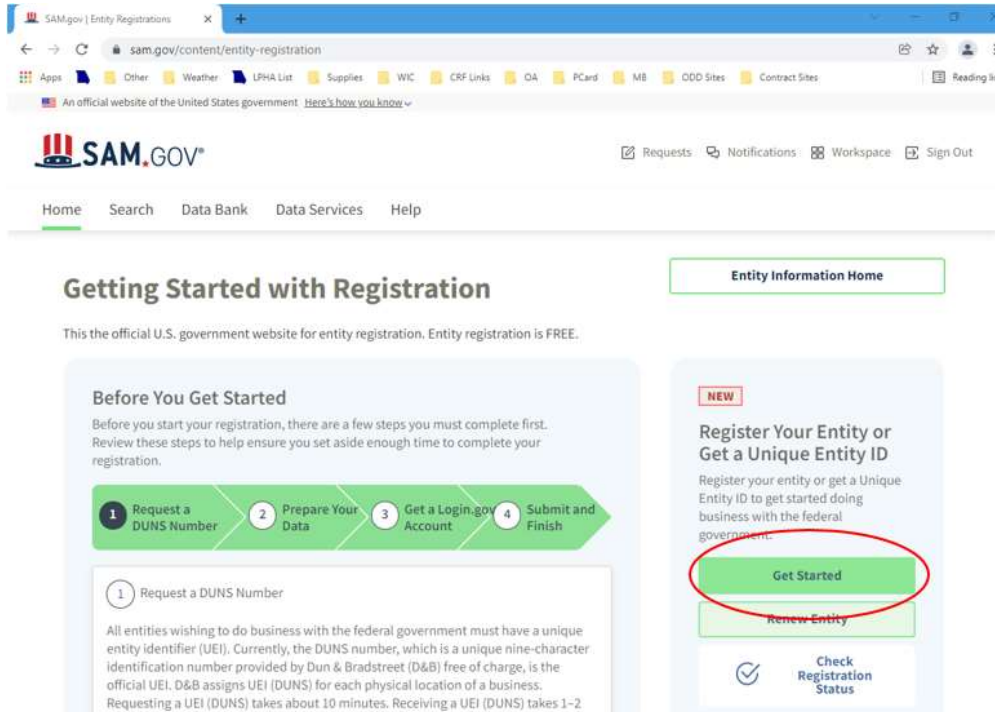 SAM.gov | Entity Registrations
sam.gov/content/entity-registration
Apps Other Weather LPHA List Supplies WIC CRF Links OA PCard MB ODD Sites Contract Sites Reading
An official website of the United States government Here's how you know
SAM.GOV®
Requests Notifications Workspace Sign Out
Home Search Data Bank Data Services Help
Getting Started with Registration
Entity Information Home
This the official U.S. government website for entity registration. Entity registration is FREE.
Before You Get Started
Before you start your registration, there are a few steps you must complete first.
Review these steps to help ensure you set aside enough time to complete your
registration.
1 Request a
DUNS Number
2 Prepare Your
Data
3 Get a Login.gov
Account
4 Submit and
Finish
1 Request a DUNS Number
All entities wishing to do business with the federal government must have a unique
entity identifier (UEI). Currently, the DUNS number, which is a unique nine-character
identification number provided by Dun & Bradstreet (D&B) free of charge, is the
official UEI. D&B assigns UEI (DUNS) for each physical location of a business.
Requesting a UEI (DUNS) takes about 10 minutes. Receiving a UEI (DUNS) takes 1–2
NEW
Register Your Entity or
Get a Unique Entity ID
Register your entity or get a Unique
Entity ID to get started doing
business with the federal
government.
Get Started
Renew Entity
Check
Registration
Status